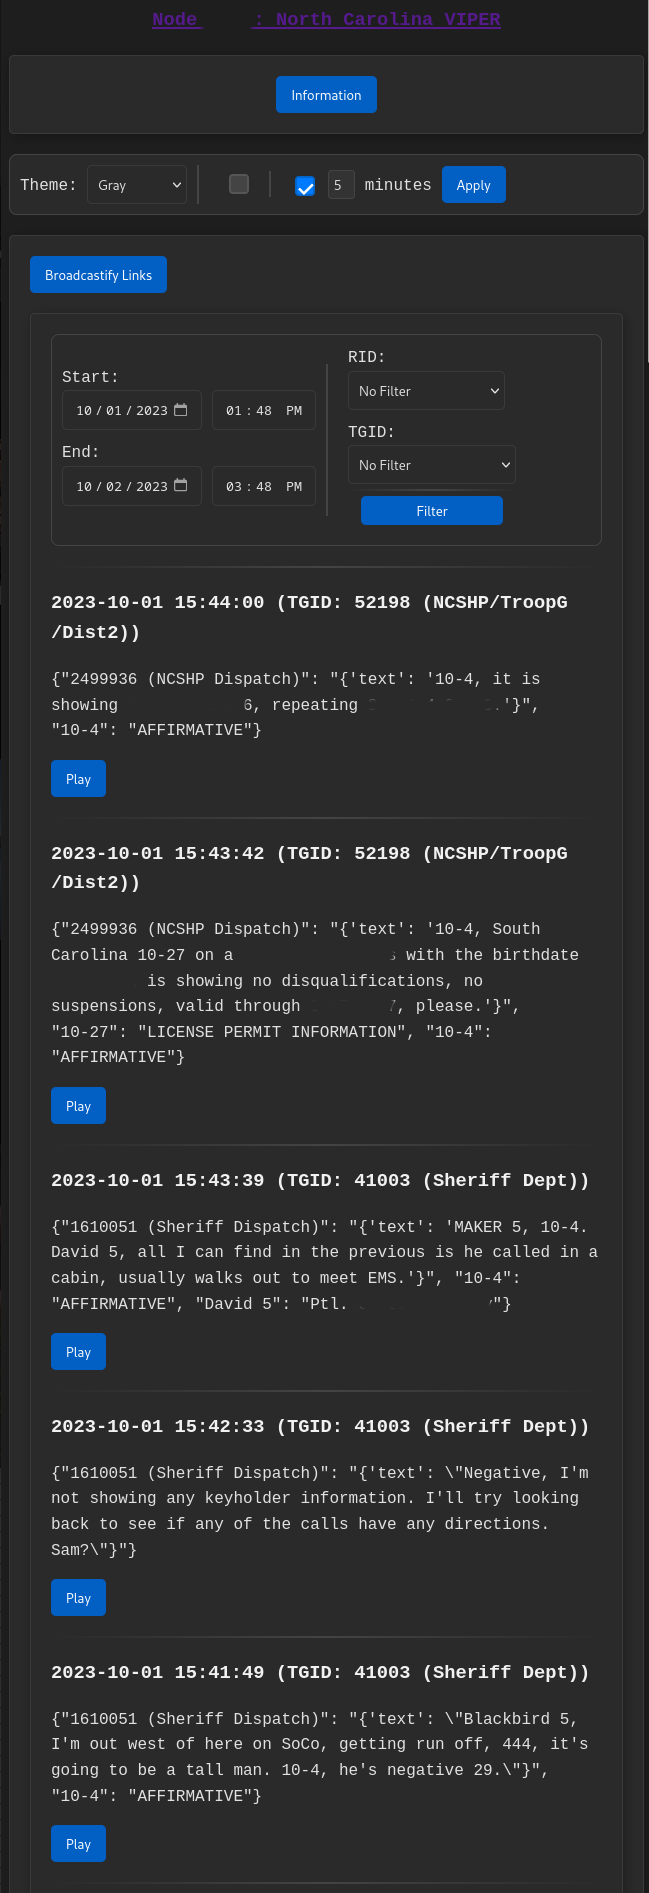 Node : North Carolina VIPER
Information
Theme: Gray 5 minutes Apply
Broadcastify Links
Start:
10 / 01 / 2023 01 : 48 PM
End:
10 / 02 / 2023 03 : 48 PM
RID:
No Filter
TGID:
No Filter
Filter
2023-10-01 15:44:00 (TGID: 52198 (NCSHP/TroopG
/Dist2))
{"2499936 (NCSHP Dispatch)": "{'text': '10-4, it is
showing 6, repeating .'}",
"10-4": "AFFIRMATIVE"}
Play
2023-10-01 15:43:42 (TGID: 52198 (NCSHP/TroopG
/Dist2))
{"2499936 (NCSHP Dispatch)": "{'text': '10-4, South
Carolina 10-27 on a with the birthdate
is showing no disqualifications, no
suspensions, valid through , please.'}",
"10-27": "LICENSE PERMIT INFORMATION", "10-4":
"AFFIRMATIVE"}
Play
2023-10-01 15:43:39 (TGID: 41003 (Sheriff Dept))
{"1610051 (Sheriff Dispatch)": "{'text': 'MAKER 5, 10-4.
David 5, all I can find in the previous is he called in a
cabin, usually walks out to meet EMS.'}", "10-4":
"AFFIRMATIVE", "David 5": "Ptl. "}
Play
2023-10-01 15:42:33 (TGID: 41003 (Sheriff Dept))
{"1610051 (Sheriff Dispatch)": "{'text': \"Negative, I'm
not showing any keyholder information. I'll try looking
back to see if any of the calls have any directions.
Sam?\"}"}
Play
2023-10-01 15:41:49 (TGID: 41003 (Sheriff Dept))
{"1610051 (Sheriff Dispatch)": "{'text': \"Blackbird 5,
I'm out west of here on SoCo, getting run off, 444, it's
going to be a tall man. 10-4, he's negative 29.\"}",
"10-4": "AFFIRMATIVE"}
Play